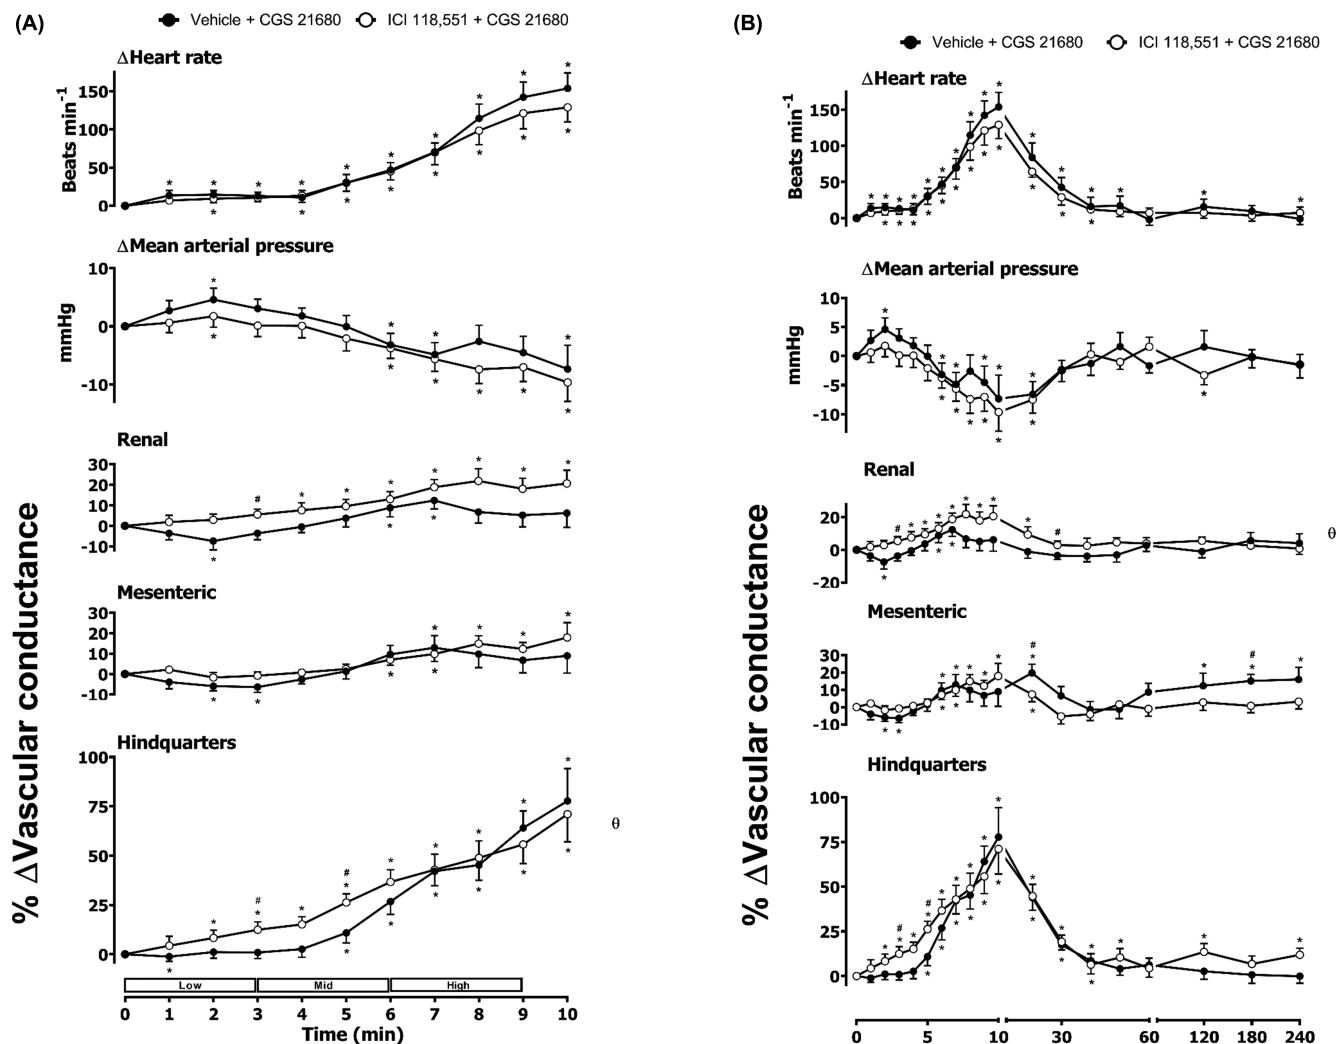 (A)
Vehicle + CGS 21680
ICI 118,551 + CGS 21680
ΔHeart rate
Beats min⁻¹
150
100
50
0
ΔMean arterial pressure
mmHg
10
0
-10
% ΔVascular conductance
Renal
30
20
10
0
-10
Mesenteric
30
20
10
0
-10
Hindquarters
100
75
50
25
0
θ
Low Mid High
0 1 2 3 4 5 6 7 8 9 10
Time (min)
(B)
Vehicle + CGS 21680
ICI 118,551 + CGS 21680
ΔHeart rate
Beats min⁻¹
150
100
50
0
ΔMean arterial pressure
mmHg
10
5
0
-5
-10
% ΔVascular conductance
Renal
20
0
-20
θ
Mesenteric
30
20
10
0
-10
Hindquarters
100
75
50
25
0
0 5 10 30 60 120 180 240